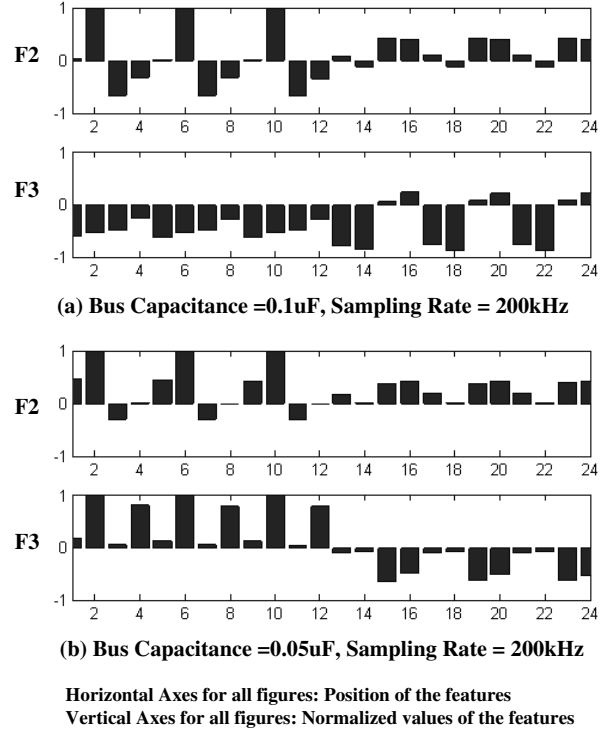 1
F2
0
-1
2 4 6 8 10 12 14 16 18 20 22 24
1
F3
0
-1
2 4 6 8 10 12 14 16 18 20 22 24
(a) Bus Capacitance =0.1uF, Sampling Rate = 200kHz
1
F2
0
-1
2 4 6 8 10 12 14 16 18 20 22 24
1
F3
0
-1
2 4 6 8 10 12 14 16 18 20 22 24
(b) Bus Capacitance =0.05uF, Sampling Rate = 200kHz
Horizontal Axes for all figures: Position of the features
Vertical Axes for all figures: Normalized values of the features